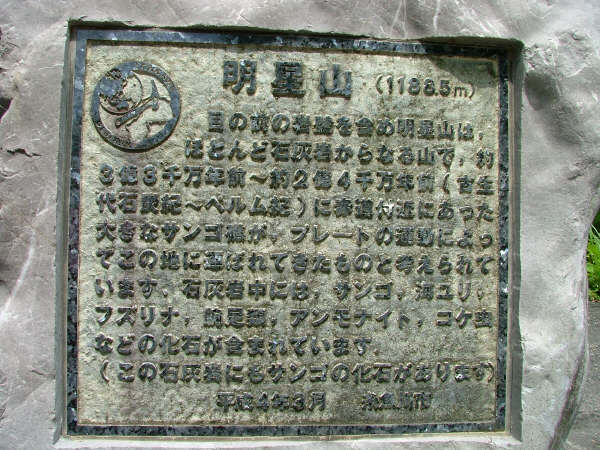 明星山 (1188.5m)
目の前の岩壁を含め明星山は,
ほとんど石灰岩からなる山で,約
3億3千万年前～約2億4千万年前(古生
代石炭紀～ペルム紀)に赤道付近にあった
大きなサンゴ礁が,プレートの運動によっ
てこの地に運ばれてきたものと考えられて
います。石灰岩中には,サンゴ,海ユリ,
フズリナ,腕足類,アンモナイト,コケ虫
などの化石が含まれています。
(この石灰岩にもサンゴの化石があります)
平成4年3月 糸魚川市